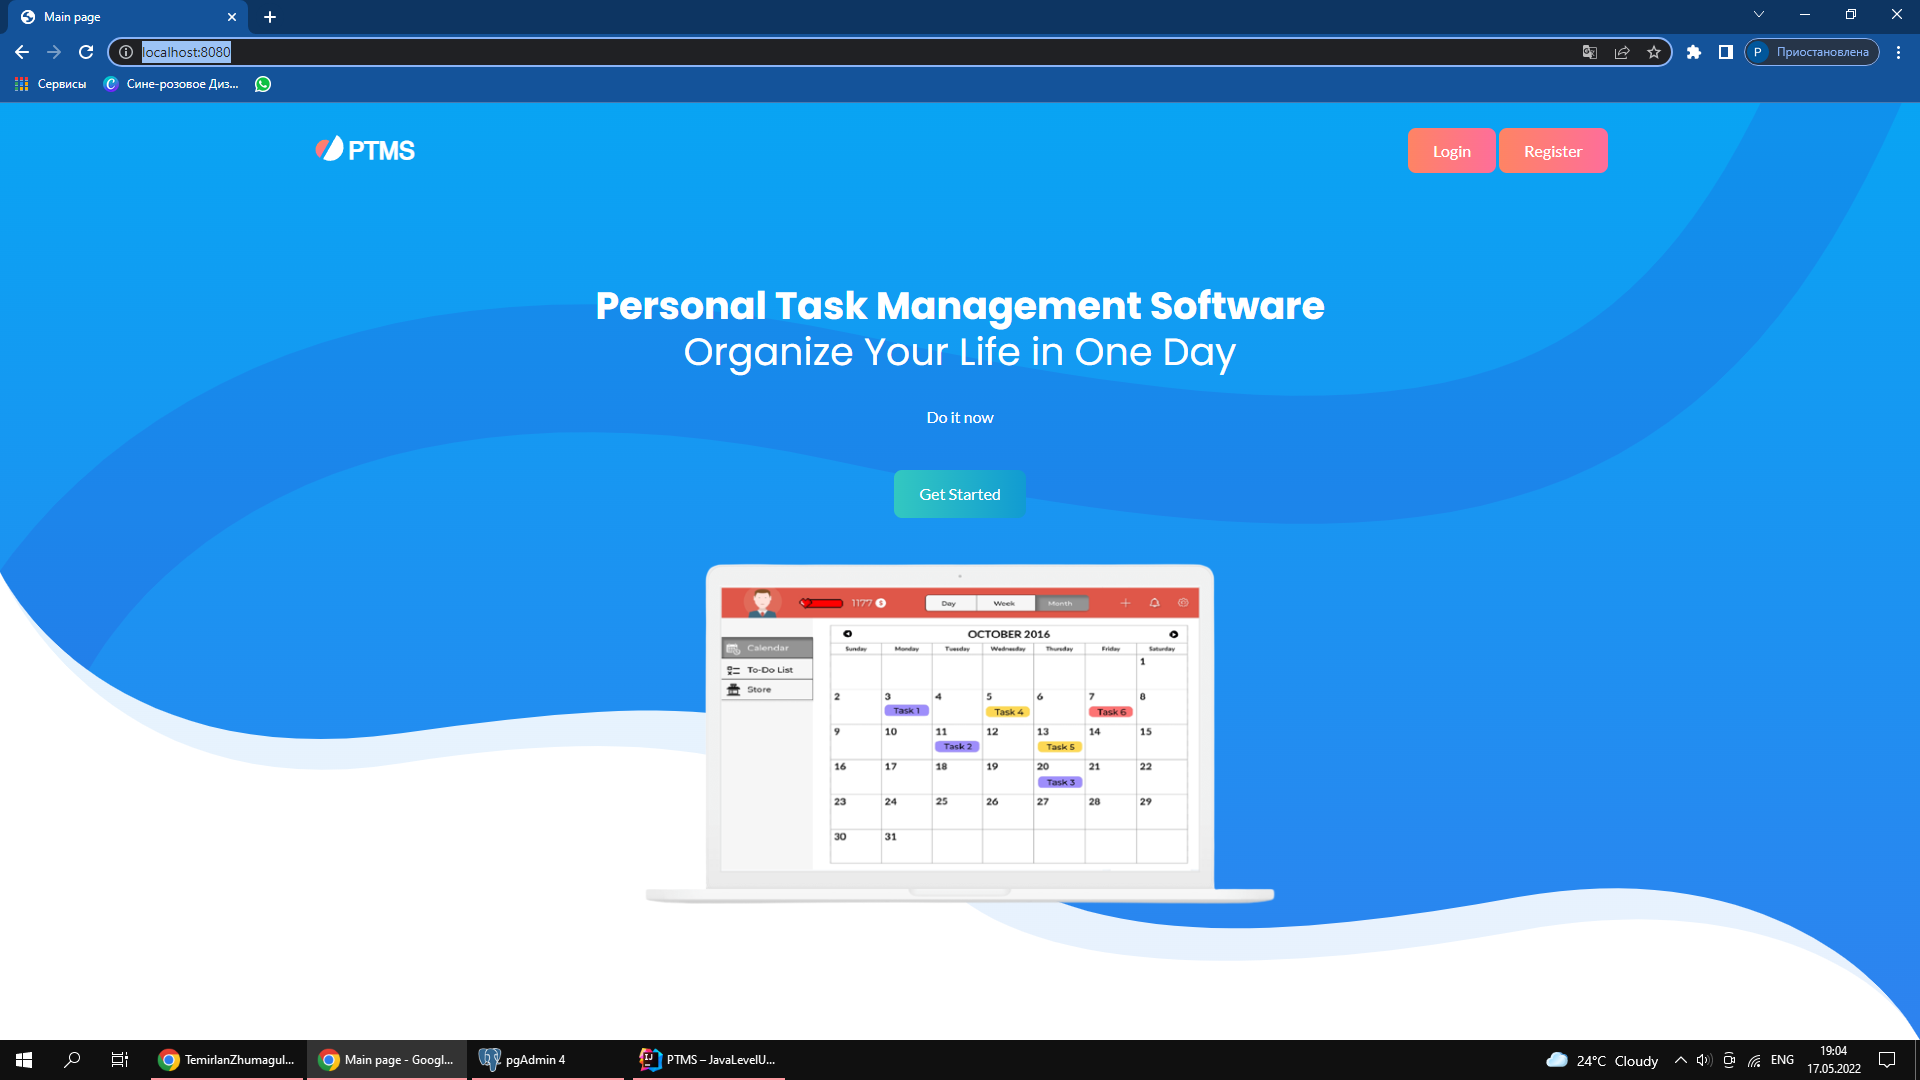 Main page
localhost:8080
P Приостановлена
Сервисы
Сине-розовое Диз...
PTMS
Login
Register
Personal Task Management Software
Organize Your Life in One Day
Do it now
Get Started
1177
Day Week Month
Calendar
To-Do List
Store
OCTOBER 2016
Sunday Monday Tuesday Wednesday Thursday Friday Saturday
1
2 3 4 5 6 7 8
Task 1 Task 4 Task 6
9 10 11 12 13 14 15
Task 2 Task 5
16 17 18 19 20 21 22
Task 3
23 24 25 26 27 28 29
30 31
TemirlanZhumagul...
Main page - Googl...
pgAdmin 4
PTMS – JavaLevelU...
24°C Cloudy
ENG
19:04
17.05.2022